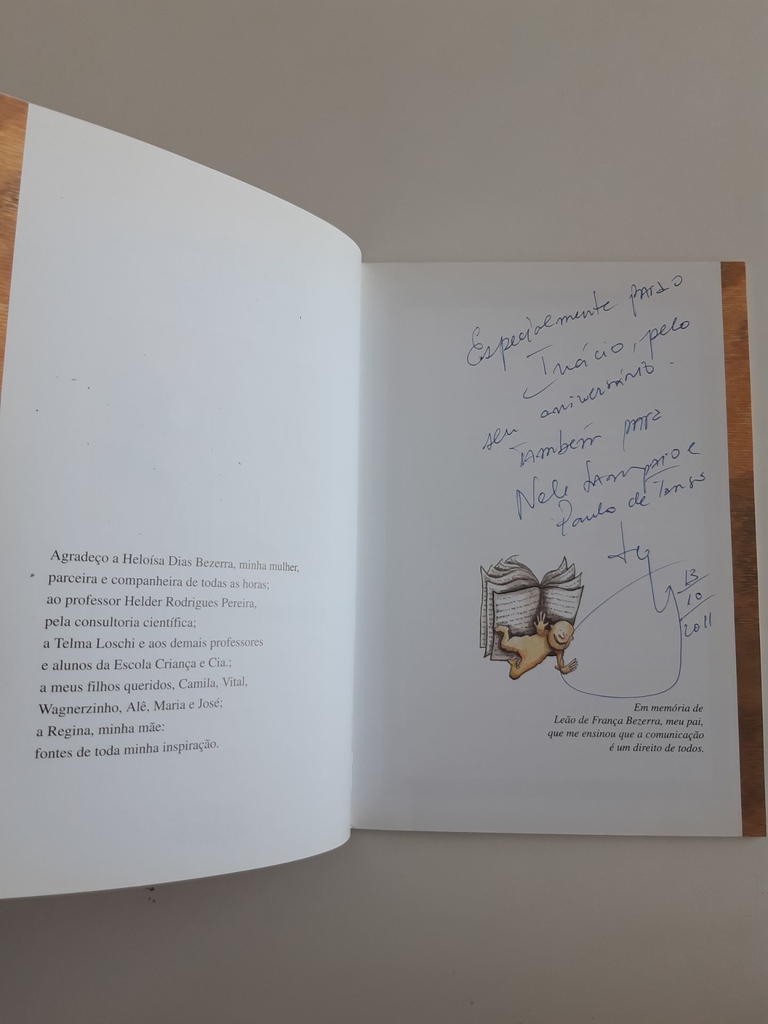 Agradeço a Heloísa Dias Bezerra, minha mulher,
parceira e companheira de todas as horas;
ao professor Helder Rodrigues Pereira,
pela consultoria científica;
a Telma Loschi e aos demais professores
e alunos da Escola Criança e Cia.;
a meus filhos queridos, Camila, Vital,
Wagnerzinho, Alê, Maria e José;
a Regina, minha mãe:
fontes de toda minha inspiração.
Especialmente para o
Inácio, pelo
seu aniversário.
Também para
Sampaio e
Paulo de Tarso
13
10
2011
Em memória de
Leão de França Bezerra, meu pai,
que me ensinou que a comunicação
é um direito de todos.